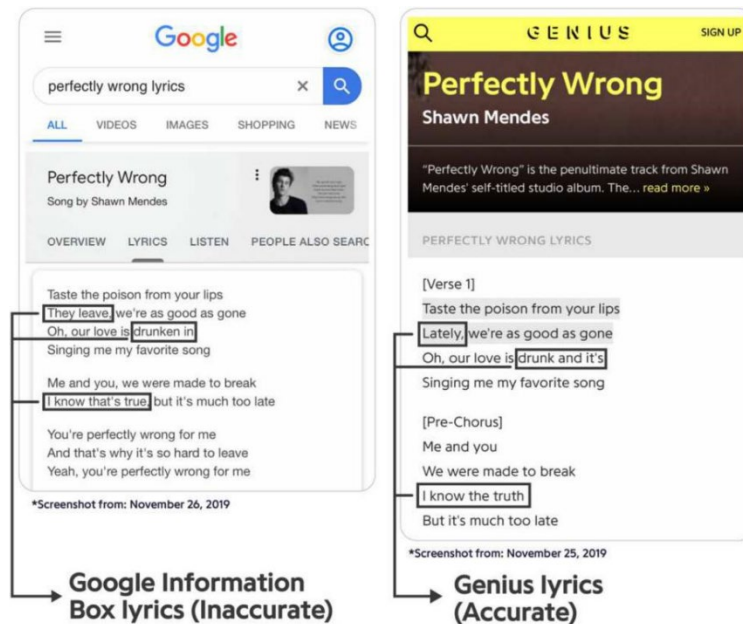 Google
perfectly wrong lyrics
ALL VIDEOS IMAGES SHOPPING NEWS
Perfectly Wrong
Song by Shawn Mendes
OVERVIEW LYRICS LISTEN PEOPLE ALSO SEARC
Taste the poison from your lips
They leave, we're as good as gone
Oh, our love is drunken in
Singing me my favorite song
Me and you, we were made to break
I know that's true, but it's much too late
You're perfectly wrong for me
And that's why it's so hard to leave
Yeah, you're perfectly wrong for me
*Screenshot from: November 26, 2019
Google Information
Box lyrics (Inaccurate)
GENIUS SIGN UP
Perfectly Wrong
Shawn Mendes
"Perfectly Wrong" is the penultimate track from Shawn
Mendes' self-titled studio album. The... read more »
PERFECTLY WRONG LYRICS
[Verse 1]
Taste the poison from your lips
Lately, we're as good as gone
Oh, our love is drunk and it's
Singing me my favorite song
[Pre-Chorus]
Me and you
We were made to break
I know the truth
But it's much too late
*Screenshot from: November 25, 2019
Genius lyrics
(Accurate)